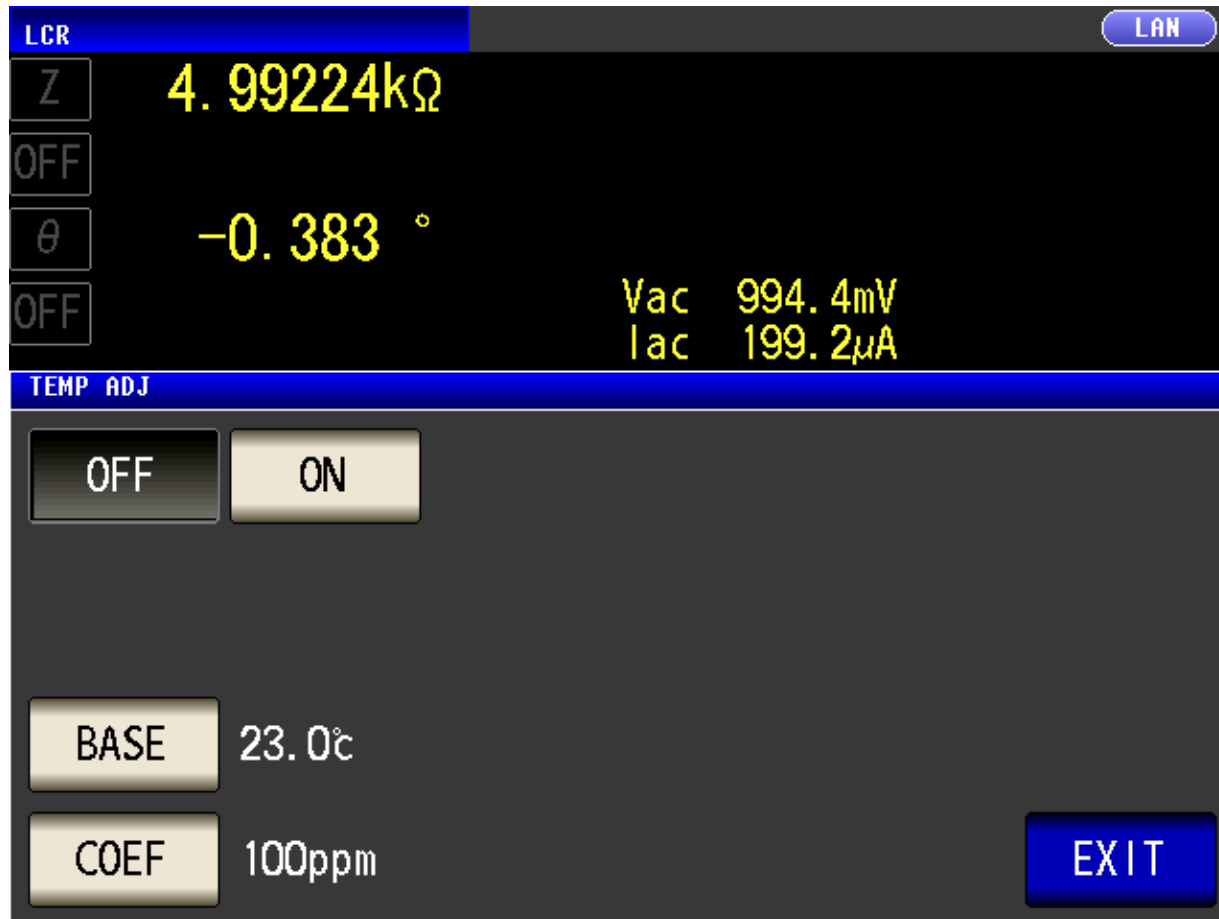 LCR LAN
Z 4.99224kΩ
OFF
θ -0.383 °
OFF Vac 994.4mV
Iac 199.2μA
TEMP ADJ
OFF ON
BASE 23.0℃
COEF 100ppm EXIT